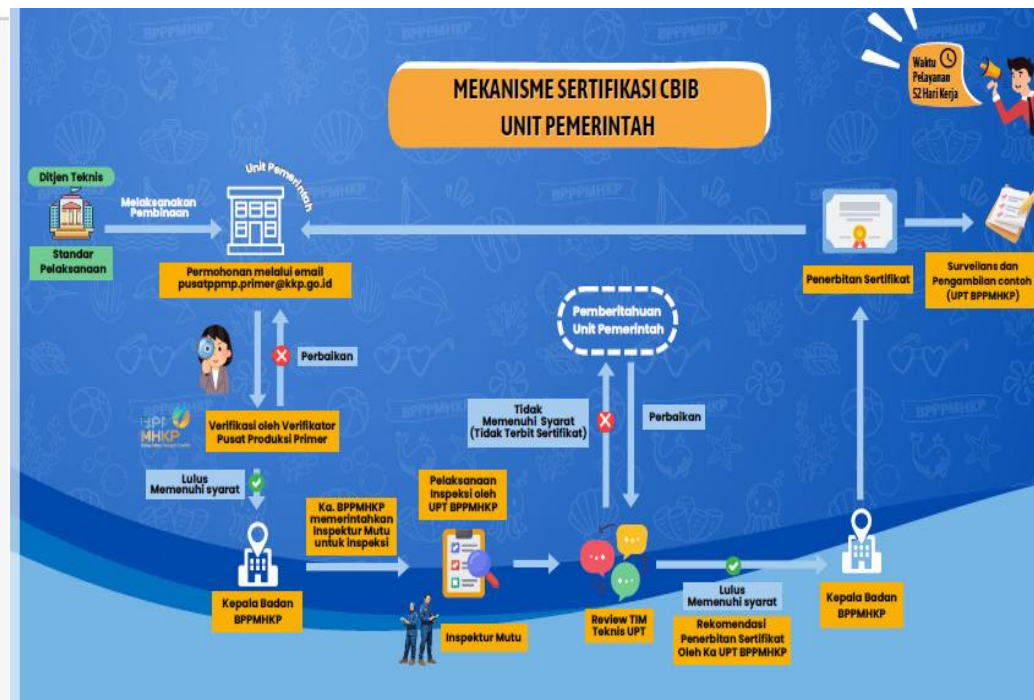 MEKANISME SERTIFIKASI CBIB
UNIT PEMERINTAH
Waktu
Pelayanan
52 Hari Kerja
Ditjen Teknis
Standar
Pelaksanaan
Melaksanakan
Pembinaan
Unit Pemerintah
Permohonan melalui email
pusatppmp.primer@kkp.go.id
Perbaikan
Verifikasi oleh Verifikator
Pusat Produksi Primer
MHKP
Lulus
Memenuhi syarat
Kepala Badan
BPPMHKP
Ka. BPPMHKP
memerintahkan
Inspektur Mutu
untuk inspeksi
Pelaksanaan
Inspeksi oleh
UPT BPPMHKP
Inspektur Mutu
Review TIM
Teknis UPT
Tidak
Memenuhi Syarat
(Tidak Terbit Sertifikat)
Pemberitahuan
Unit Pemerintah
Perbaikan
Lulus
Memenuhi syarat
Rekomendasi
Penerbitan Sertifikat
Oleh Ka UPT BPPMHKP
Kepala Badan
BPPMHKP
Penerbitan Sertifikat
Surveilans dan
Pengambilan contoh
(UPT BPPMHKP)